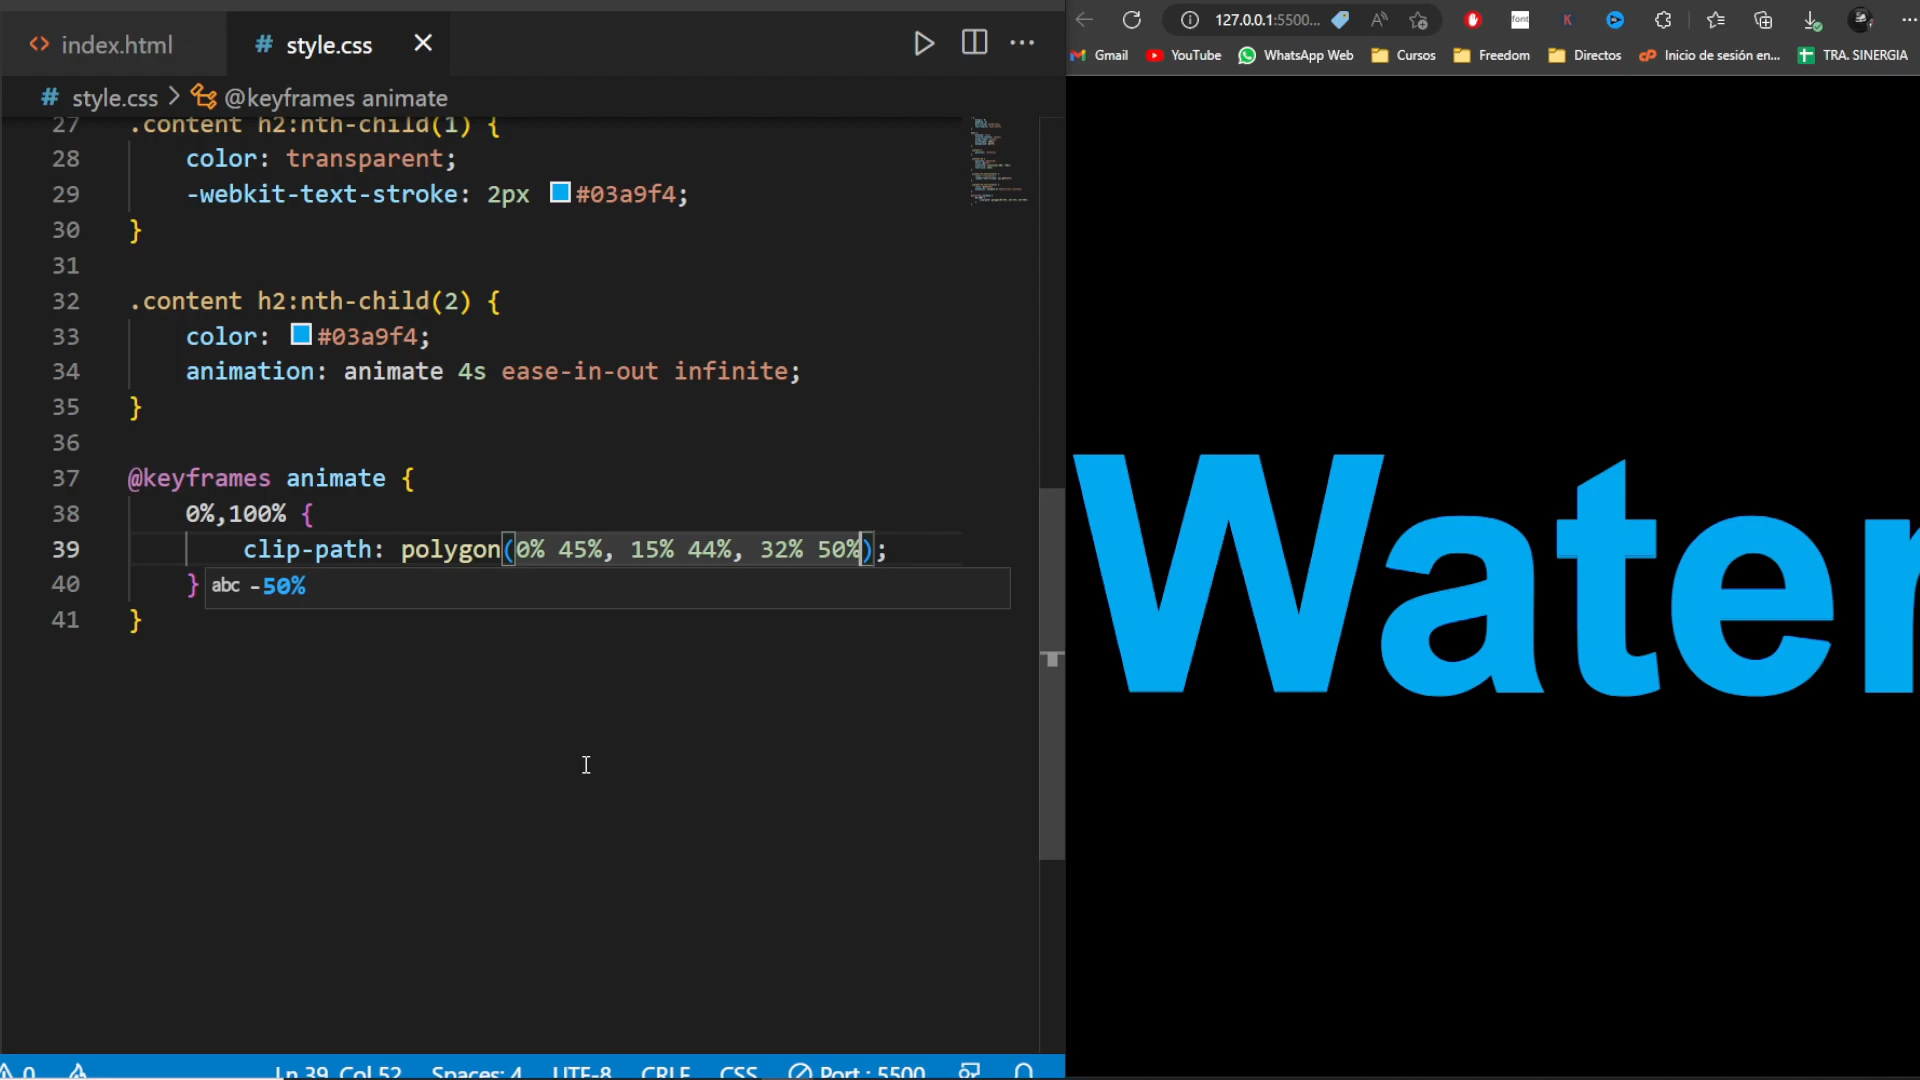 index.html
style.css
style.css > @keyframes animate
27 .content h2:nth-child(1) {
28 color: transparent;
29 -webkit-text-stroke: 2px #03a9f4;
30 }
31
32 .content h2:nth-child(2) {
33 color: #03a9f4;
34 animation: animate 4s ease-in-out infinite;
35 }
36
37 @keyframes animate {
38 0%,100% {
39 clip-path: polygon(0% 45%, 15% 44%, 32% 50%);
40 }
abc -50%
41 }
0 Ln 39, Col 52 Spaces: 4 UTF-8 CRLF CSS Port : 5500
127.0.0.1:5500...
font
K
Gmail YouTube WhatsApp Web Cursos Freedom Directos Inicio de sesión en... TRA. SINERGIA
Water